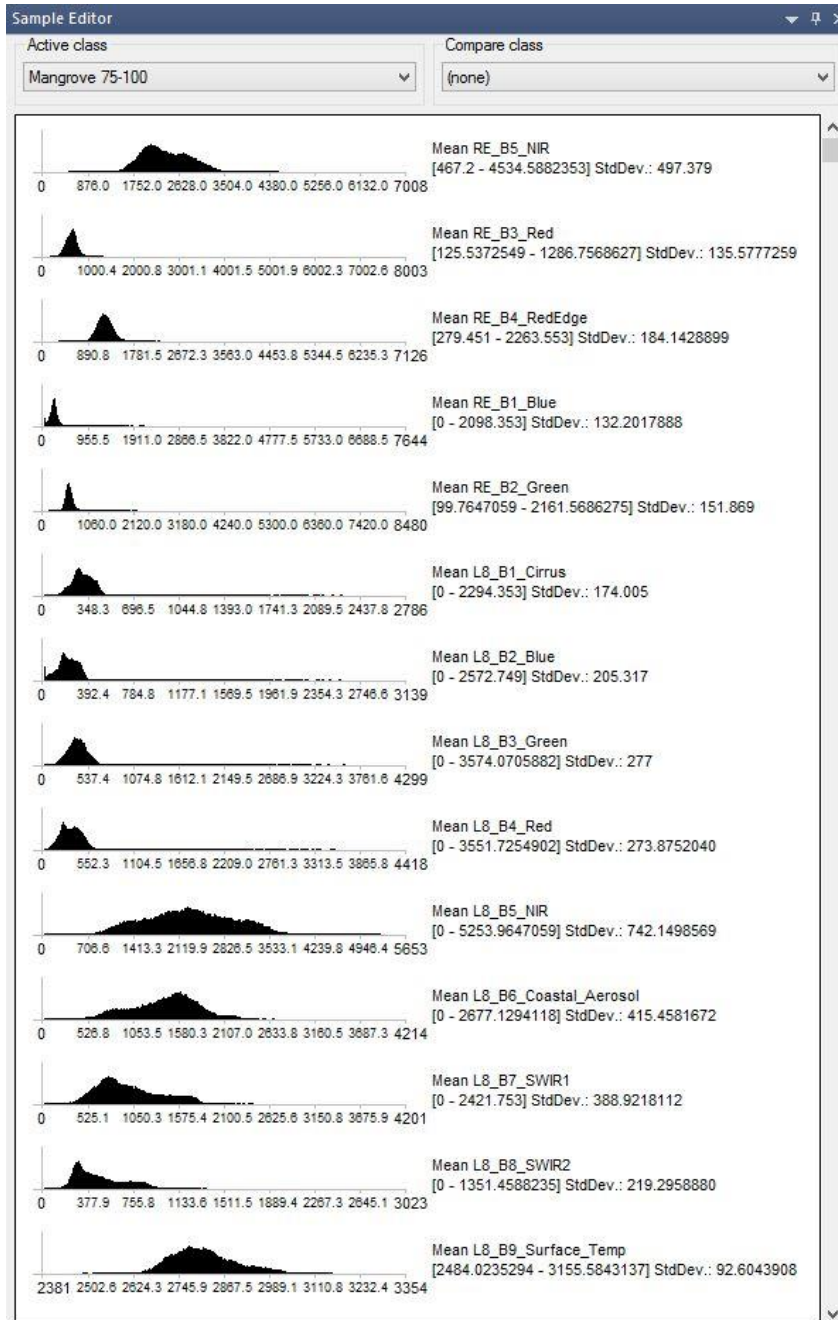 Sample Editor
Active class
Compare class
Mangrove 75-100
(none)
Mean RE_B5_NIR
[467.2 - 4534.5882353] StdDev.: 497.379
0 876.0 1752.0 2628.0 3504.0 4380.0 5256.0 6132.0 7008
Mean RE_B3_Red
[125.5372549 - 1286.7568627] StdDev.: 135.5777259
0 1000.4 2000.8 3001.1 4001.5 5001.9 6002.3 7002.6 8003
Mean RE_B4_RedEdge
[279.451 - 2263.553] StdDev.: 184.1428899
0 890.8 1781.5 2672.3 3563.0 4453.8 5344.5 6235.3 7126
Mean RE_B1_Blue
[0 - 2098.353] StdDev.: 132.2017888
0 955.5 1911.0 2866.5 3822.0 4777.5 5733.0 6688.5 7644
Mean RE_B2_Green
[99.7647059 - 2161.5686275] StdDev.: 151.869
0 1060.0 2120.0 3180.0 4240.0 5300.0 6360.0 7420.0 8480
Mean L8_B1_Cirrus
[0 - 2294.353] StdDev.: 174.005
0 348.3 696.5 1044.8 1393.0 1741.3 2089.5 2437.8 2786
Mean L8_B2_Blue
[0 - 2572.749] StdDev.: 205.317
0 392.4 784.8 1177.1 1569.5 1961.9 2354.3 2746.6 3139
Mean L8_B3_Green
[0 - 3574.0705882] StdDev.: 277
0 537.4 1074.8 1612.1 2149.5 2686.9 3224.3 3761.6 4299
Mean L8_B4_Red
[0 - 3551.7254902] StdDev.: 273.8752040
0 552.3 1104.5 1656.8 2209.0 2761.3 3313.5 3865.8 4418
Mean L8_B5_NIR
[0 - 5253.9647059] StdDev.: 742.1498569
0 706.6 1413.3 2119.9 2826.5 3533.1 4239.8 4946.4 5653
Mean L8_B6_Coastal_Aerosol
[0 - 2677.1294118] StdDev.: 415.4581672
0 526.8 1053.5 1580.3 2107.0 2633.8 3160.5 3687.3 4214
Mean L8_B7_SWIR1
[0 - 2421.753] StdDev.: 388.9218112
0 525.1 1050.3 1575.4 2100.5 2625.6 3150.8 3675.9 4201
Mean L8_B8_SWIR2
[0 - 1351.4588235] StdDev.: 219.2958880
0 377.9 755.8 1133.6 1511.5 1889.4 2267.3 2645.1 3023
Mean L8_B9_Surface_Temp
[2484.0235294 - 3155.5843137] StdDev.: 92.6043908
2381 2502.6 2624.3 2745.9 2867.5 2989.1 3110.8 3232.4 3354